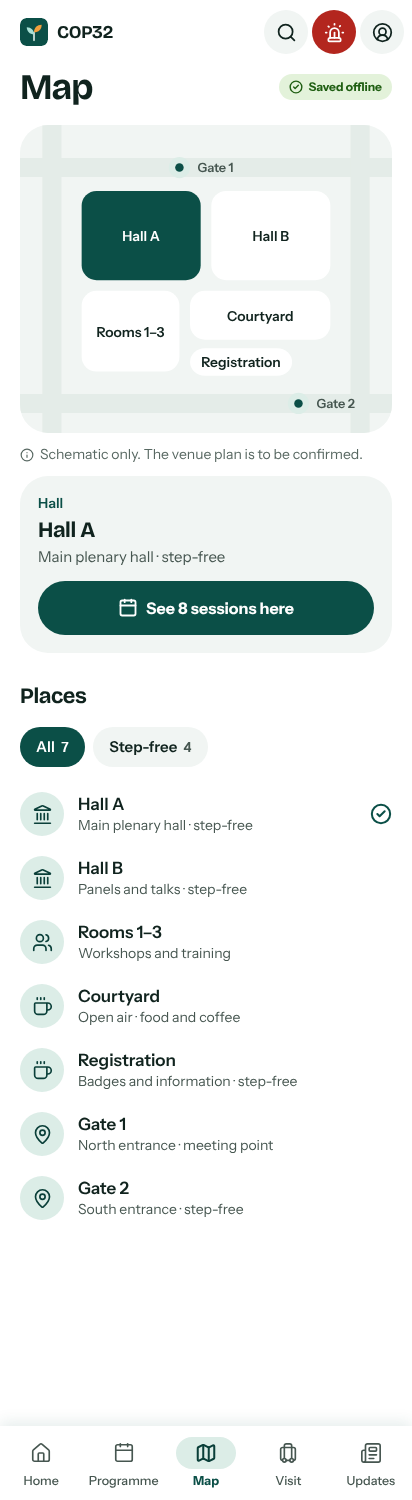 COP32
Map
Saved offline
Gate 1
Hall A
Hall B
Rooms 1–3
Courtyard
Registration
Gate 2
Schematic only. The venue plan is to be confirmed.
Hall
Hall A
Main plenary hall · step-free
See 8 sessions here
Places
All 7
Step-free 4
Hall A
Main plenary hall · step-free
Hall B
Panels and talks · step-free
Rooms 1–3
Workshops and training
Courtyard
Open air · food and coffee
Registration
Badges and information · step-free
Gate 1
North entrance · meeting point
Gate 2
South entrance · step-free
Home
Programme
Map
Visit
Updates